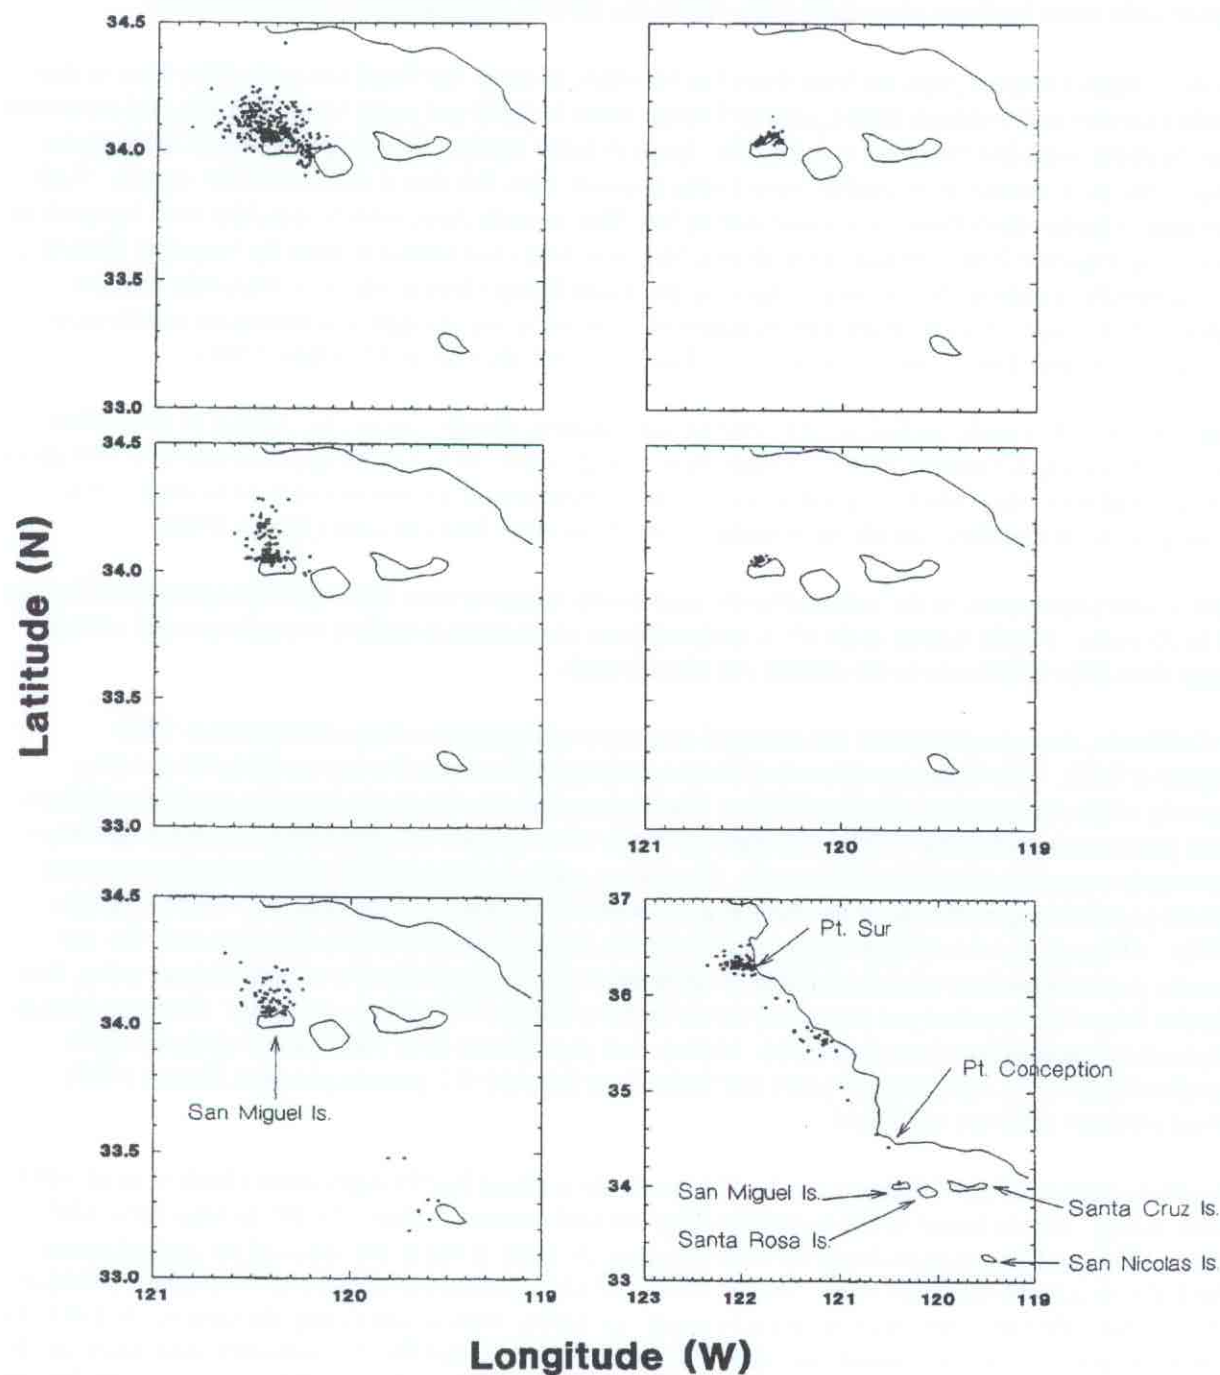 34.5
34.0
33.5
33.0
34.5
34.0
33.5
33.0
121 120 119
34.5
34.0
33.5
33.0
121 120 119
San Miguel Is.
37
36
35
34
33
123 122 121 120 119
Pt. Sur
Pt. Conception
San Miguel Is.
Santa Rosa Is.
Santa Cruz Is.
San Nicolas Is.
Latitude (N)
Longitude (W)